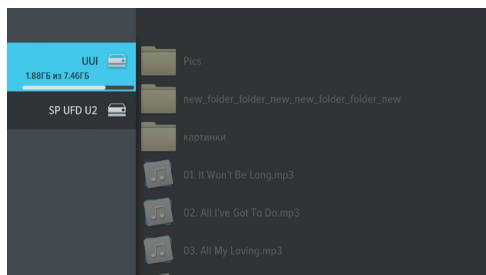 UUI
1.88ГБ из 7.46ГБ
SP UFD U2
Pics
new_folder_folder_new_new_folder_folder_new
картинки
01. It Won't Be Long.mp3
02. All I've Got To Do.mp3
03. All My Loving.mp3